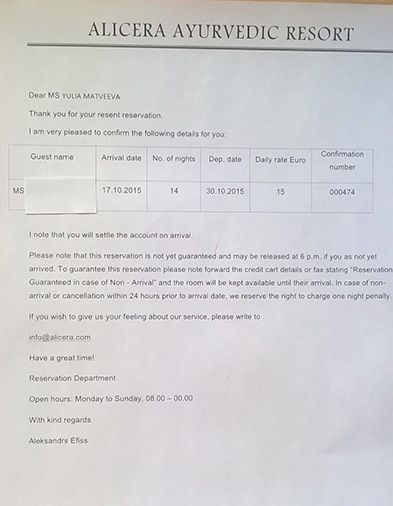 ALICERA AYURVEDIC RESORT
Dear MS YULIA MATVEEVA
Thank you for your resent reservation.
I am very pleased to confirm the following details for you:
Guest name Arrival date No. of nights Dep. date Daily rate Euro Confirmation number
MS 17.10.2015 14 30.10.2015 15 000474
I note that you will settle the account on arrival.
Please note that this reservation is not yet guaranteed and may be released at 6 p.m. if you as not yet
arrived. To guarantee this reservation please note forward the credit cart details or fax stating "Reservation
Guaranteed in case of Non - Arrival" and the room will be kept available until their arrival. In case of non-
arrival or cancellation within 24 hours prior to arrival date, we reserve the right to charge one night penalty.
If you wish to give us your feeling about our service, please write to
info@alicera.com
Have a great time!
Reservation Department
Open hours: Monday to Sunday, 08.00 – 00.00
With kind regards
Aleksandrs Efiss